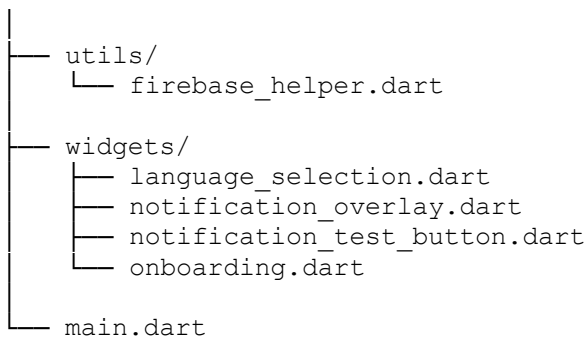 utils/
firebase_helper.dart
widgets/
language_selection.dart
notification_overlay.dart
notification_test_button.dart
onboarding.dart
main.dart